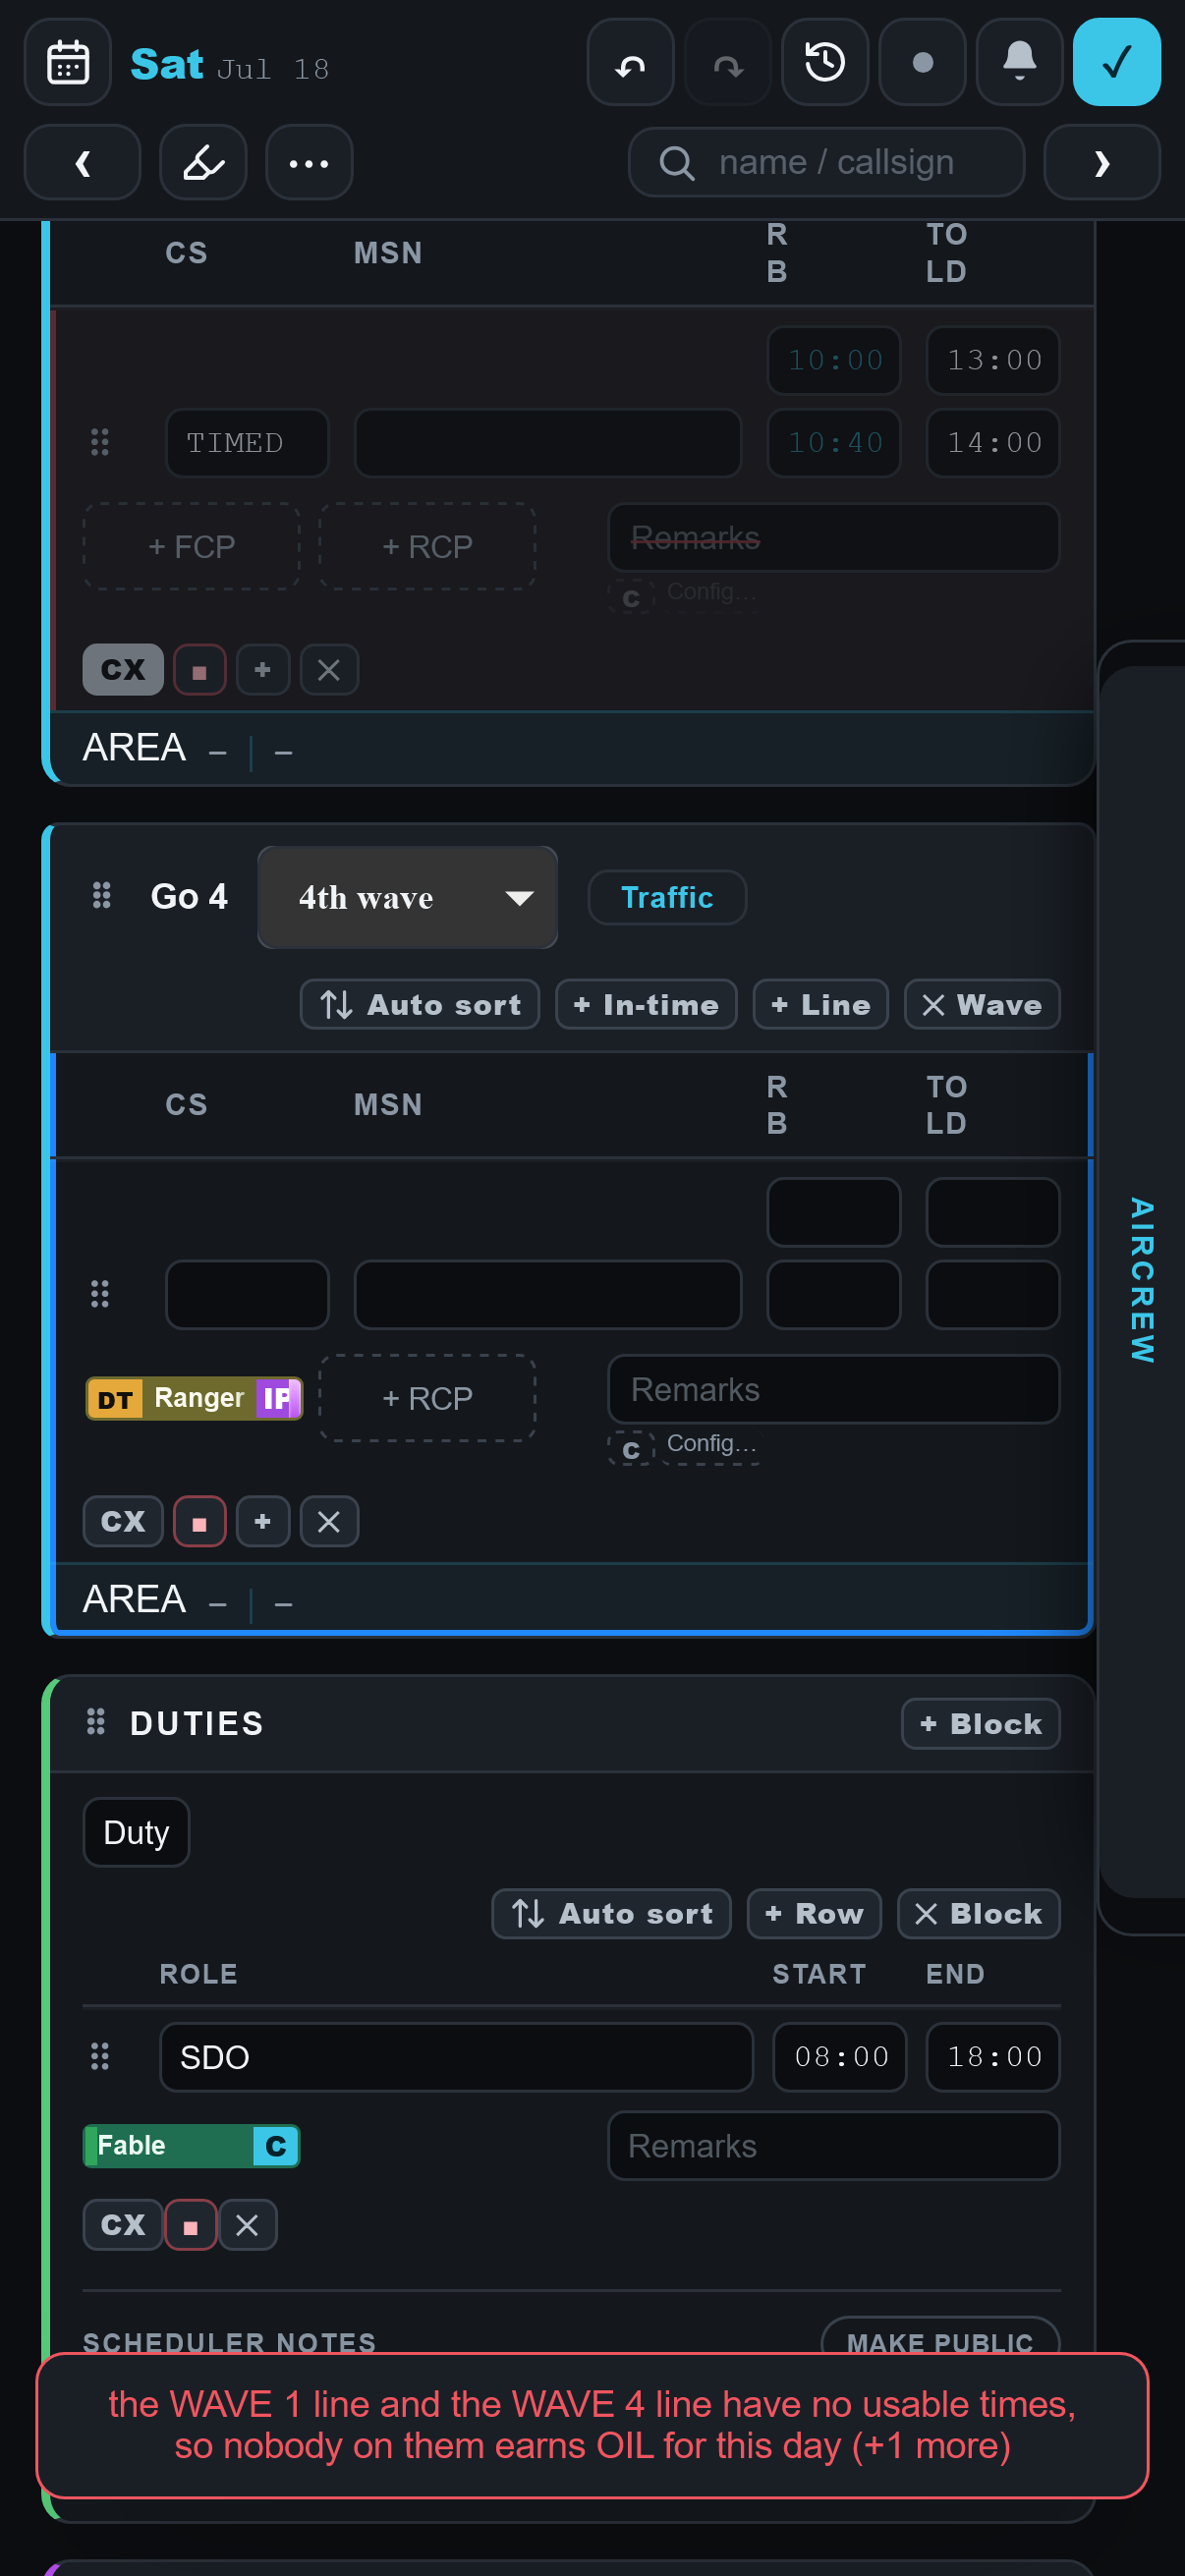 Sat Jul 18
name / callsign
CS MSN R TO
B LD
10:00 13:00
TIMED 10:40 14:00
+ FCP + RCP Remarks
C Config...
CX + ×
AREA – | –
Go 4 4th wave Traffic
Auto sort + In-time + Line × Wave
CS MSN R TO
B LD
DT Ranger IP + RCP Remarks
C Config...
CX + ×
AREA – | –
DUTIES + Block
Duty
Auto sort + Row × Block
ROLE START END
SDO 08:00 18:00
Fable C Remarks
CX ×
SCHEDULER NOTES MAKE PUBLIC
the WAVE 1 line and the WAVE 4 line have no usable times,
so nobody on them earns OIL for this day (+1 more)
AIRCREW